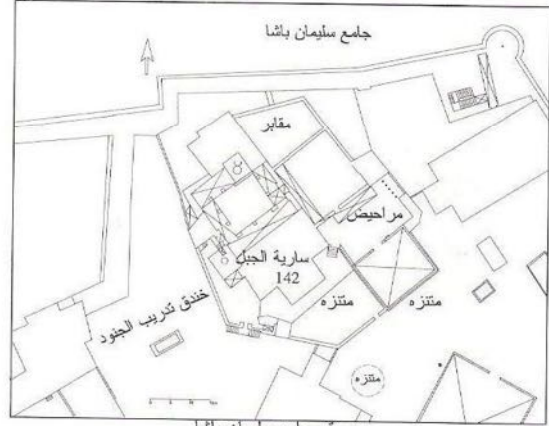 جامع سليمان باشا
مقابر
مراحيض
سارية الجبل
142
متنزه
متنزه
خندق تدريب الجنود
متنزه